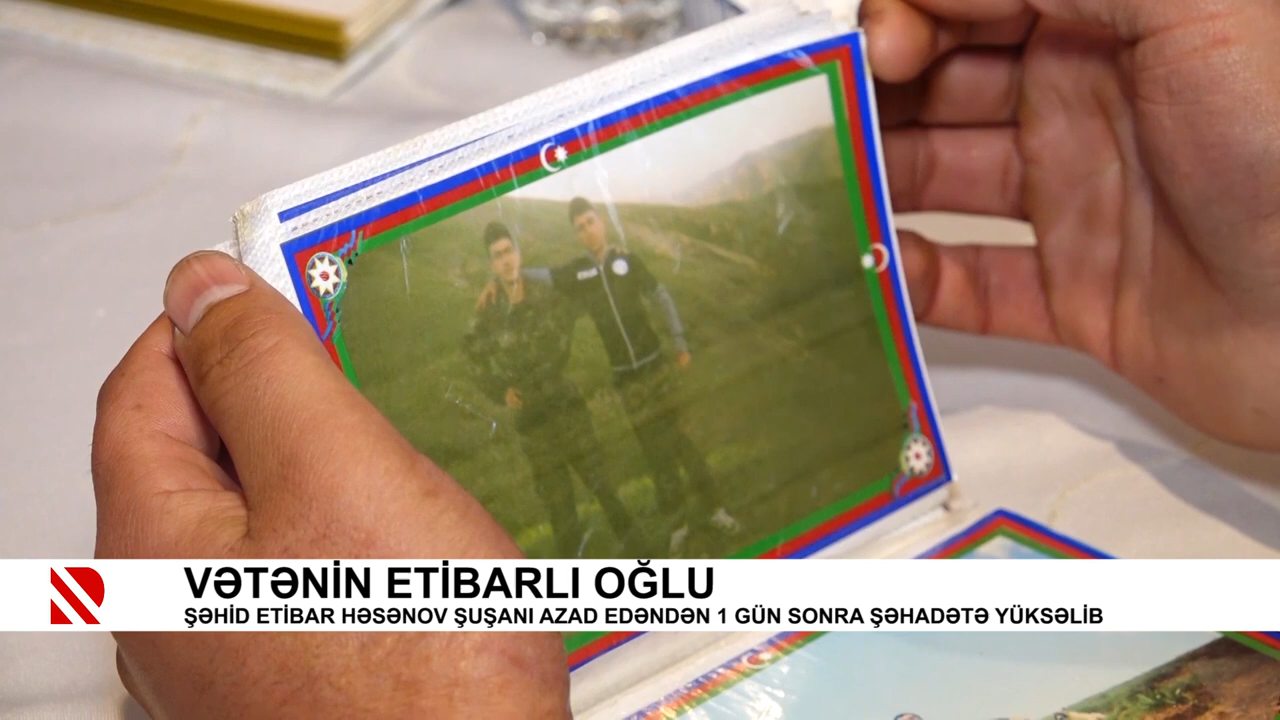 VƏTƏNİN ETİBARLI OĞLU
ŞƏHİD ETİBAR HƏSƏNOV ŞUŞANI AZAD EDƏNDƏN 1 GÜN SONRA ŞƏHADƏTƏ YÜKSƏLİB